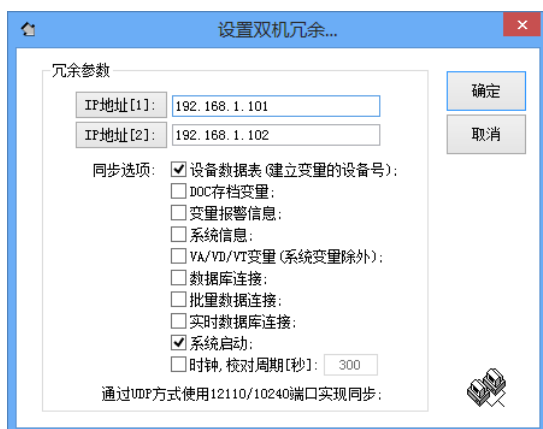 设置双机冗余...
冗余参数
IP地址[1]: 192.168.1.101
确定
IP地址[2]: 192.168.1.102
取消
同步选项: 设备数据表(建立变量的设备号);
DOC存档变量;
变量报警信息;
系统信息;
VA/VD/VT变量(系统变量除外);
数据库连接;
批量数据连接;
实时数据库连接;
系统启动;
时钟,校对周期[秒]: 300
通过UDP方式使用12110/10240端口实现同步;